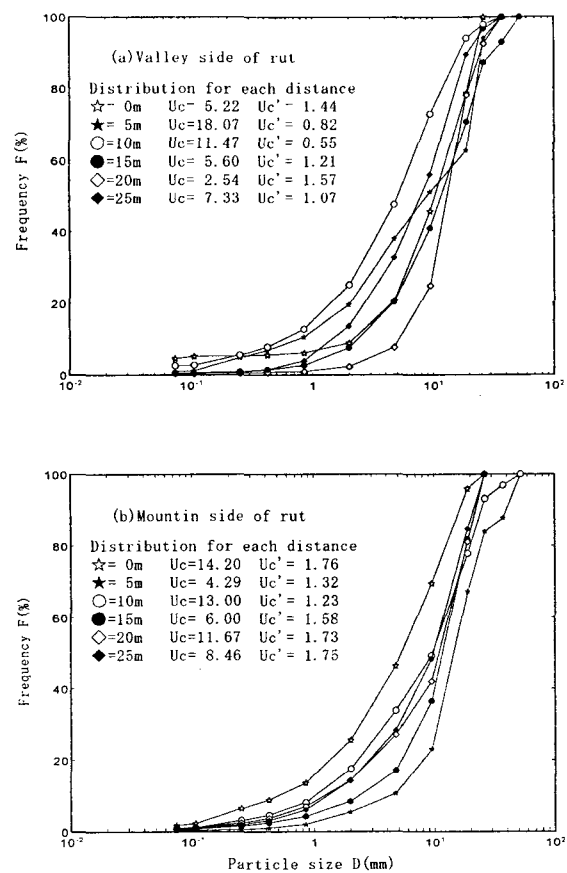 100
80
60
40
20
0
Frequency F(%)
(a)Valley side of rut
Distribution for each distance
☆= 0m Uc= 5.22 Uc'= 1.44
★= 5m Uc=18.07 Uc'= 0.82
○=10m Uc=11.47 Uc'= 0.55
●=15m Uc= 5.60 Uc'= 1.21
◇=20m Uc= 2.54 Uc'= 1.57
◆=25m Uc= 7.33 Uc'= 1.07
10⁻² 10⁻¹ 1 10¹ 10²
100
80
60
40
20
0
Frequency F(%)
(b)Mountin side of rut
Distribution for each distance
☆= 0m Uc=14.20 Uc'= 1.76
★= 5m Uc= 4.29 Uc'= 1.32
○=10m Uc=13.00 Uc'= 1.23
●=15m Uc= 6.00 Uc'= 1.58
◇=20m Uc=11.67 Uc'= 1.73
◆=25m Uc= 8.46 Uc'= 1.75
10⁻² 10⁻¹ 1 10¹ 10²
Particle size D(mm)